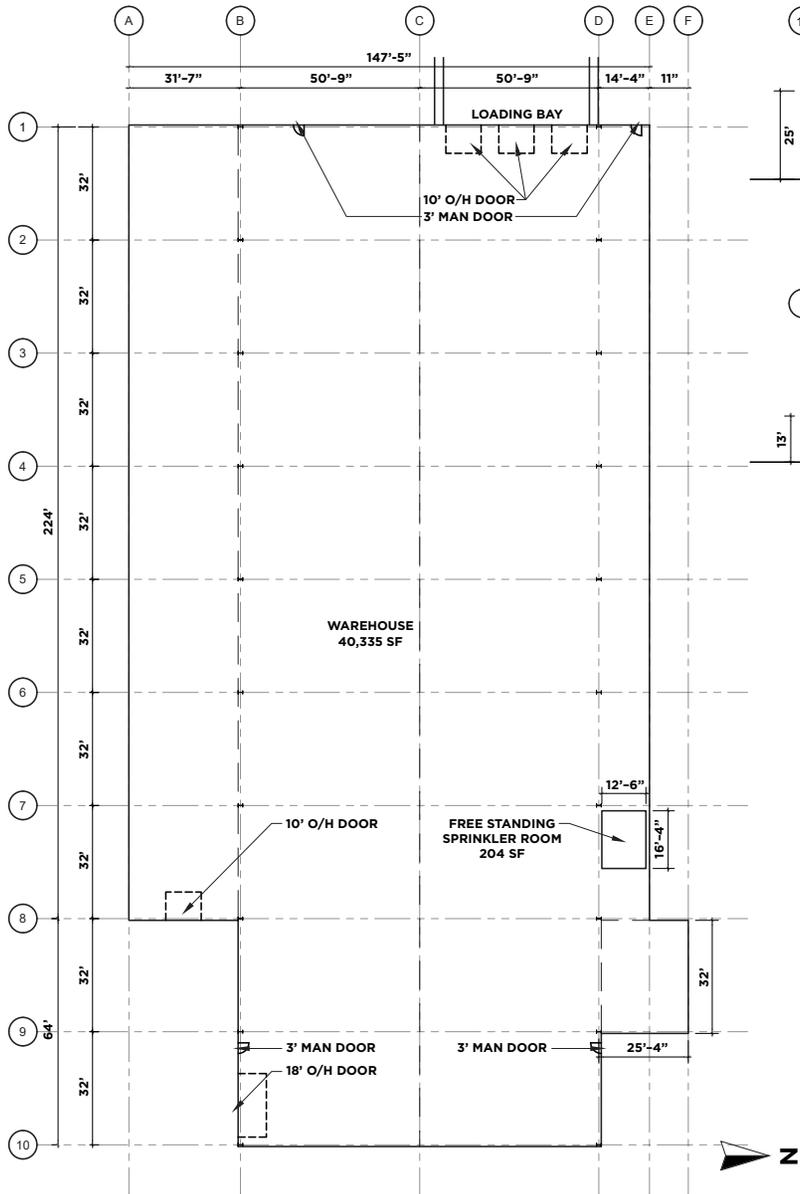 A B C D E F
147'-5"
31'-7" 50'-9" 50'-9" 14'-4" 11"
LOADING BAY
1
25'
32'
10' O/H DOOR
3' MAN DOOR
2
32'
3
32'
13'
4
224'
32'
5
WAREHOUSE
40,335 SF
32'
6
32'
12'-6"
7
10' O/H DOOR
FREE STANDING
SPRINKLER ROOM
204 SF
16'-4"
32'
8
32'
32'
9
64'
3' MAN DOOR
3' MAN DOOR
25'-4"
18' O/H DOOR
32'
10
N